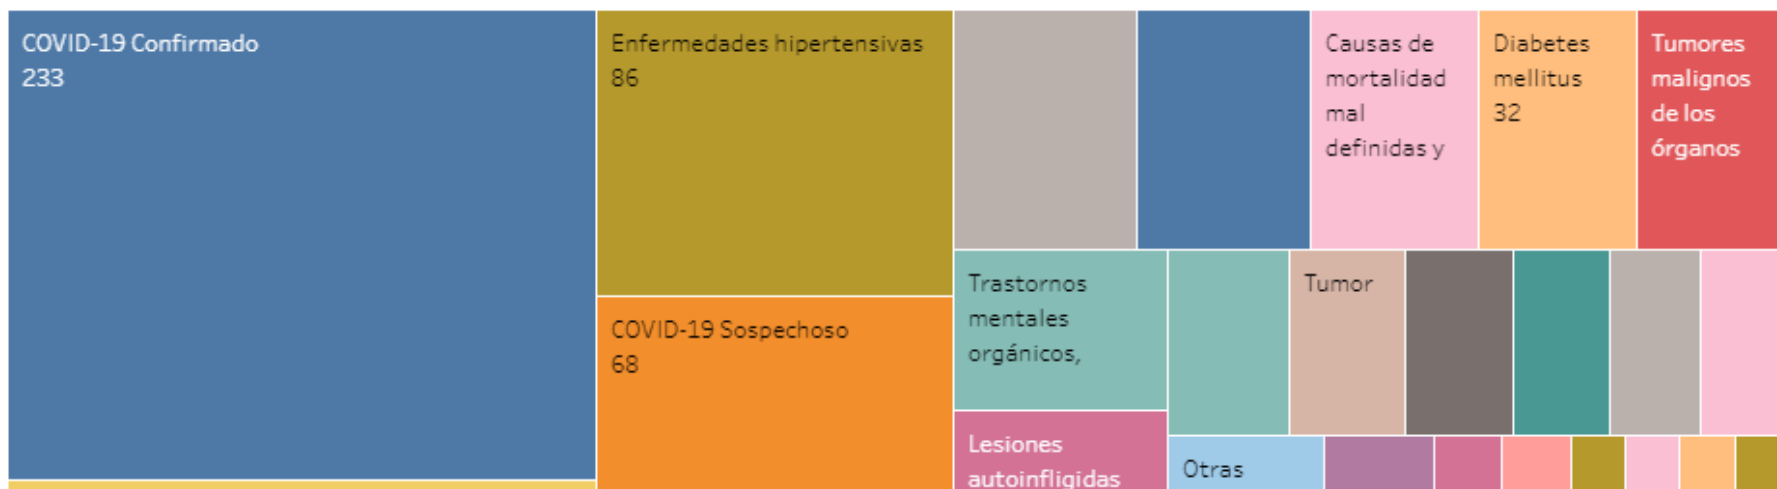 COVID-19 Confirmado
233
Enfermedades hipertensivas
86
COVID-19 Sospechoso
68
Causas de
mortalidad
mal
definidas y
Diabetes
mellitus
32
Tumores
malignos
de los
órganos
Trastornos
mentales
orgánicos,
Tumor
Lesiones
autoinfligidas
Otras